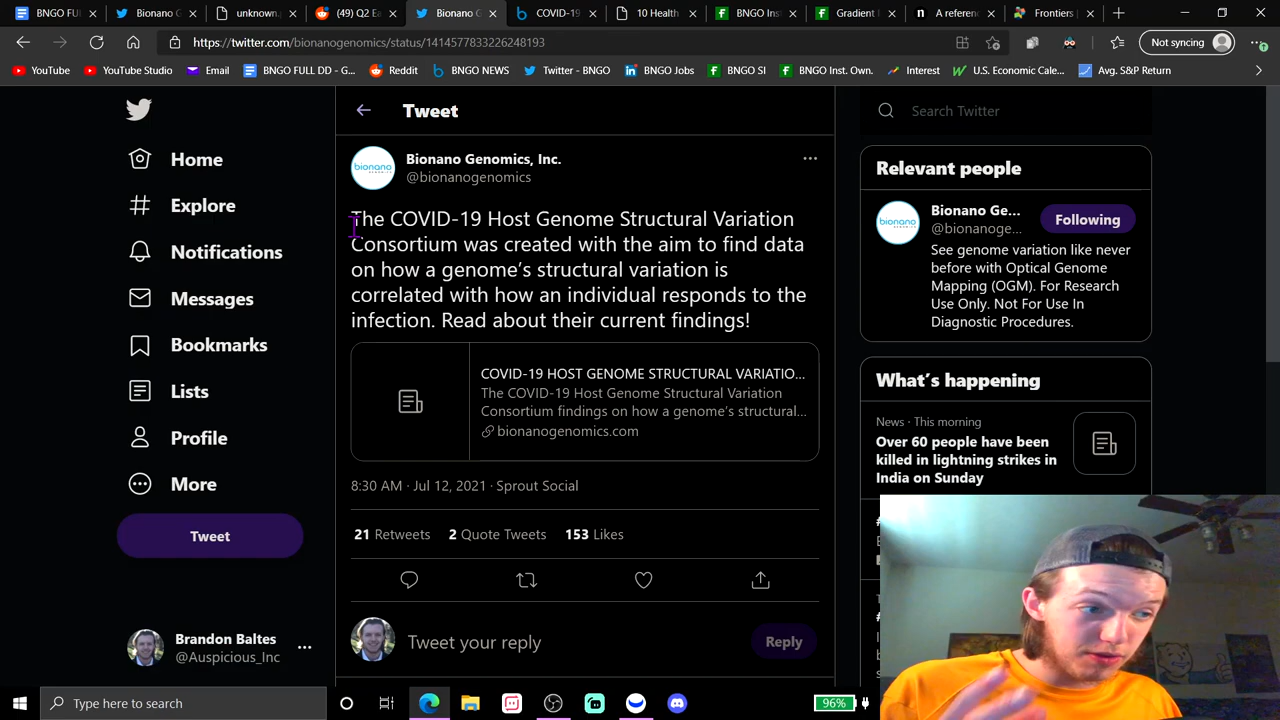 BNGO FU
Bionano G
unknown.p
(49) Q2 Ea
Bionano G
COVID-19
10 Health
BNGO Inst
Gradient
A referenc
Frontiers
https://twitter.com/bionanogenomics/status/1414577833226248193
Not syncing
YouTube
YouTube Studio
Email
BNGO FULL DD - G...
Reddit
BNGO NEWS
Twitter - BNGO
BNGO Jobs
BNGO SI
BNGO Inst. Own.
Interest
U.S. Economic Cale...
Avg. S&P Return
Home
Explore
Notifications
Messages
Bookmarks
Lists
Profile
More
Tweet
Brandon Baltes
@Auspicious_Inc
Tweet
bionano
Bionano Genomics, Inc.
@bionanogenomics
The COVID-19 Host Genome Structural Variation
Consortium was created with the aim to find data
on how a genome's structural variation is
correlated with how an individual responds to the
infection. Read about their current findings!
COVID-19 HOST GENOME STRUCTURAL VARIATIO...
The COVID-19 Host Genome Structural Variation
Consortium findings on how a genome's structural...
bionanogenomics.com
8:30 AM · Jul 12, 2021 · Sprout Social
21 Retweets 2 Quote Tweets 153 Likes
Tweet your reply
Reply
Search Twitter
Relevant people
bionano
Bionano Ge...
@bionanoge...
Following
See genome variation like never
before with Optical Genome
Mapping (OGM). For Research
Use Only. Not For Use In
Diagnostic Procedures.
What's happening
News · This morning
Over 60 people have been
killed in lightning strikes in
India on Sunday
Type here to search
96%